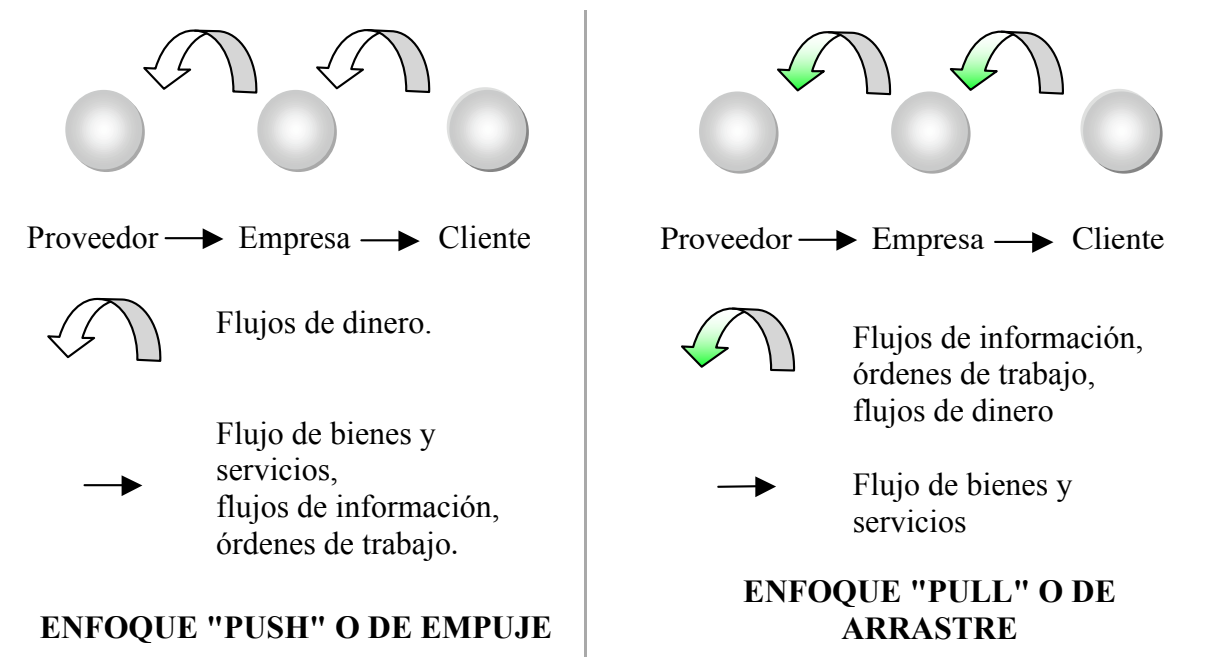 Proveedor Empresa Cliente
Flujos de dinero.
Flujo de bienes y
servicios,
flujos de información,
órdenes de trabajo.
ENFOQUE "PUSH" O DE EMPUJE
Proveedor Empresa Cliente
Flujos de información,
órdenes de trabajo,
flujos de dinero
Flujo de bienes y
servicios
ENFOQUE "PULL" O DE
ARRASTRE